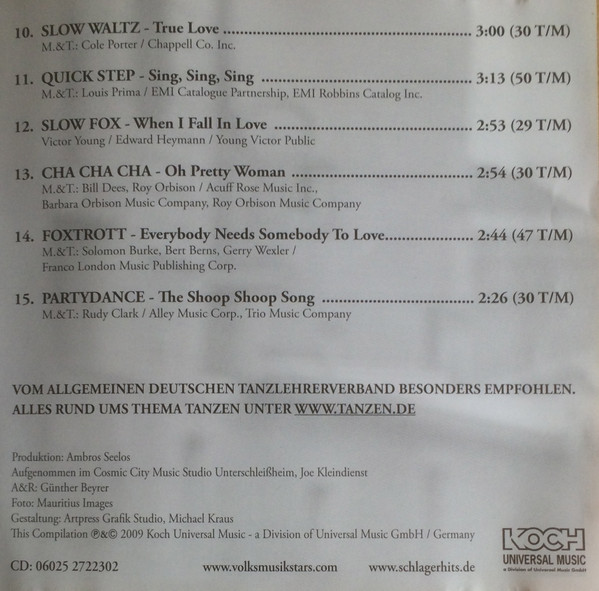 10. SLOW WALTZ - True Love ........................................ 3:00 (30 T/M)
M.&T.: Cole Porter / Chappell Co. Inc.
11. QUICK STEP - Sing, Sing, Sing .................................. 3:13 (50 T/M)
M.&T.: Louis Prima / EMI Catalogue Partnership, EMI Robbins Catalog Inc.
12. SLOW FOX - When I Fall In Love ................................ 2:53 (29 T/M)
Victor Young / Edward Heymann / Young Victor Public
13. CHA CHA CHA - Oh Pretty Woman ............................. 2:54 (30 T/M)
M.&T.: Bill Dees, Roy Orbison / Acuff Rose Music Inc.,
Barbara Orbison Music Company, Roy Orbison Music Company
14. FOXTROTT - Everybody Needs Somebody To Love.............. 2:44 (47 T/M)
M.&T.: Solomon Burke, Bert Berns, Gerry Wexler /
Franco London Music Publishing Corp.
15. PARTYDANCE - The Shoop Shoop Song ........................ 2:26 (30 T/M)
M.&T.: Rudy Clark / Alley Music Corp., Trio Music Company
VOM ALLGEMEINEN DEUTSCHEN TANZLEHRERVERBAND BESONDERS EMPFOHLEN.
ALLES RUND UMS THEMA TANZEN UNTER WWW.TANZEN.DE
Produktion: Ambros Seelos
Aufgenommen im Cosmic City Music Studio Unterschleißheim, Joe Kleindienst
A&R: Günther Beyrer
Foto: Mauritius Images
Gestaltung: Artpress Grafik Studio, Michael Kraus
This Compilation ℗&© 2009 Koch Universal Music - a Division of Universal Music GmbH / Germany
KOCH
UNIVERSAL MUSIC
a Division of Universal Music GmbH
CD: 06025 2722302 www.volksmusikstars.com www.schlagerhits.de